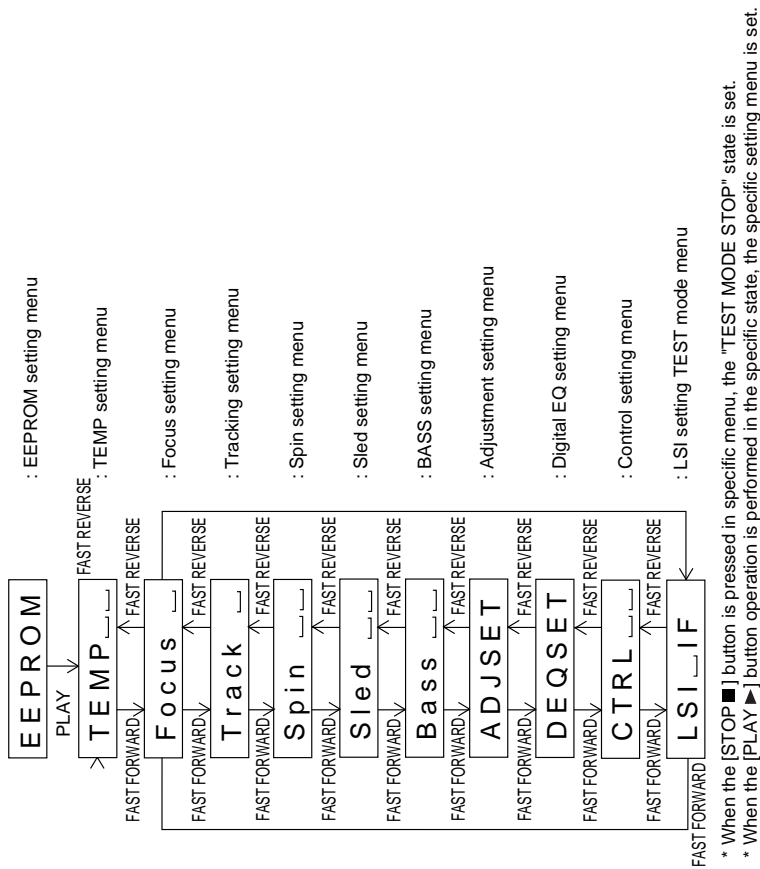 EEPROM : EEPROM setting menu
PLAY
FAST REVERSE
TEMP␣␣ : TEMP setting menu
FAST FORWARD FAST REVERSE
Focus ␣ : Focus setting menu
FAST FORWARD FAST REVERSE
Track ␣ : Tracking setting menu
FAST FORWARD FAST REVERSE
Spin ␣␣ : Spin setting menu
FAST FORWARD FAST REVERSE
Sled ␣␣ : Sled setting menu
FAST FORWARD FAST REVERSE
Bass ␣␣ : BASS setting menu
FAST FORWARD FAST REVERSE
ADJSET : Adjustment setting menu
FAST FORWARD FAST REVERSE
DEQSET : Digital EQ setting menu
FAST FORWARD FAST REVERSE
CTRL ␣␣ : Control setting menu
FAST FORWARD FAST REVERSE
LSI␣IF : LSI setting TEST mode menu
FAST FORWARD
* When the [STOP ■] button is pressed in specific menu, the "TEST MODE STOP" state is set.
* When the [PLAY ►] button operation is performed in the specific state, the specific setting menu is set.